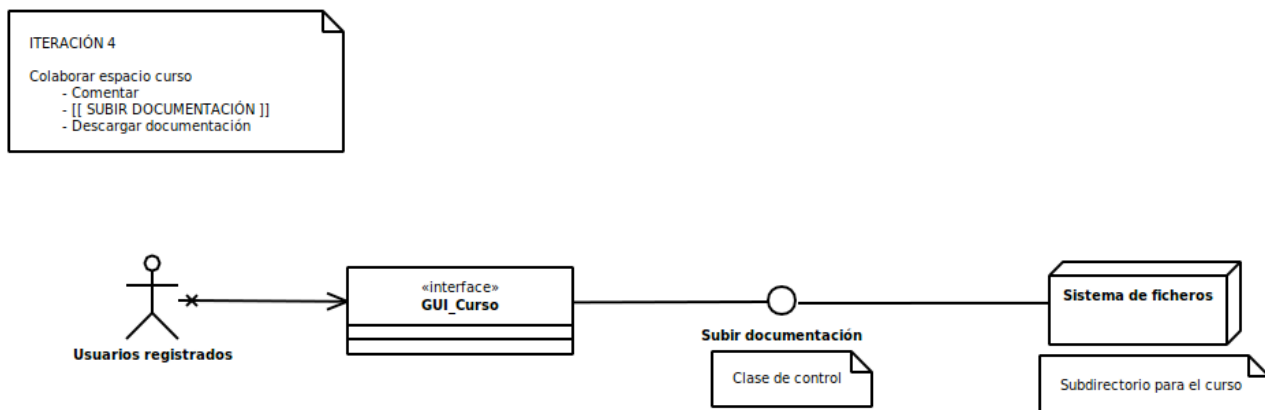 ITERACIÓN 4
Colaborar espacio curso
- Comentar
- [[ SUBIR DOCUMENTACIÓN ]]
- Descargar documentación
«interface»
GUI_Curso
Sistema de ficheros
Usuarios registrados
Subir documentación
Clase de control
Subdirectorio para el curso